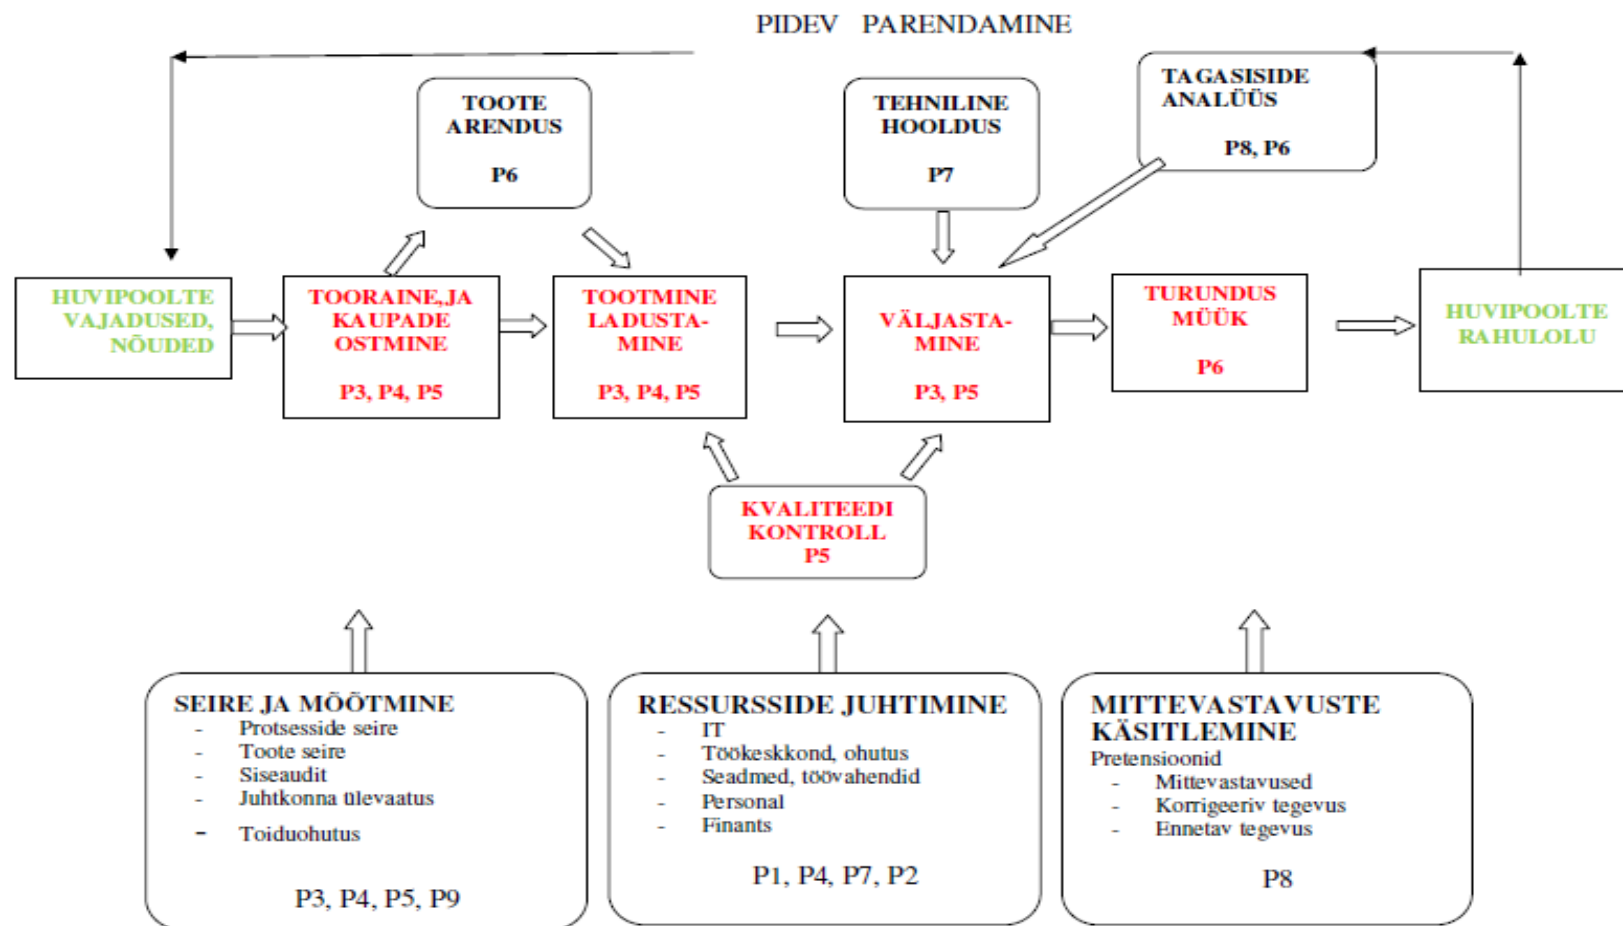 PIDEV PARENDAMINE
TOOTE
ARENDUS
P6
TEHNILINE
HOOLDUS
P7
TAGASISIDE
ANALÜÜS
P8, P6
HUVIPOOLTE
VAJADUSED,
NÕUDED
TOORAINE,JA
KAUPADE
OSTMINE
P3, P4, P5
TOOTMINE
LADUSTA-
MINE
P3, P4, P5
VÄLJASTA-
MINE
P3, P5
TURUNDUS
MÜÜK
P6
HUVIPOOLTE
RAHULOLU
KVALITEEDI
KONTROLL
P5
SEIRE JA MÕÕTMINE
- Protsesside seire
- Toote seire
- Siseaudit
- Juhtkonna ülevaatus
- Toiduohutus
P3, P4, P5, P9
RESSURSSIDE JUHTIMINE
- IT
- Töökeskkond, ohutus
- Seadmed, töövahendid
- Personal
- Finants
P1, P4, P7, P2
MITTEVASTAVUSTE
KÄSITLEMINE
Pretensioonid
- Mittevastavused
- Korrigeeriv tegevus
- Ennetav tegevus
P8